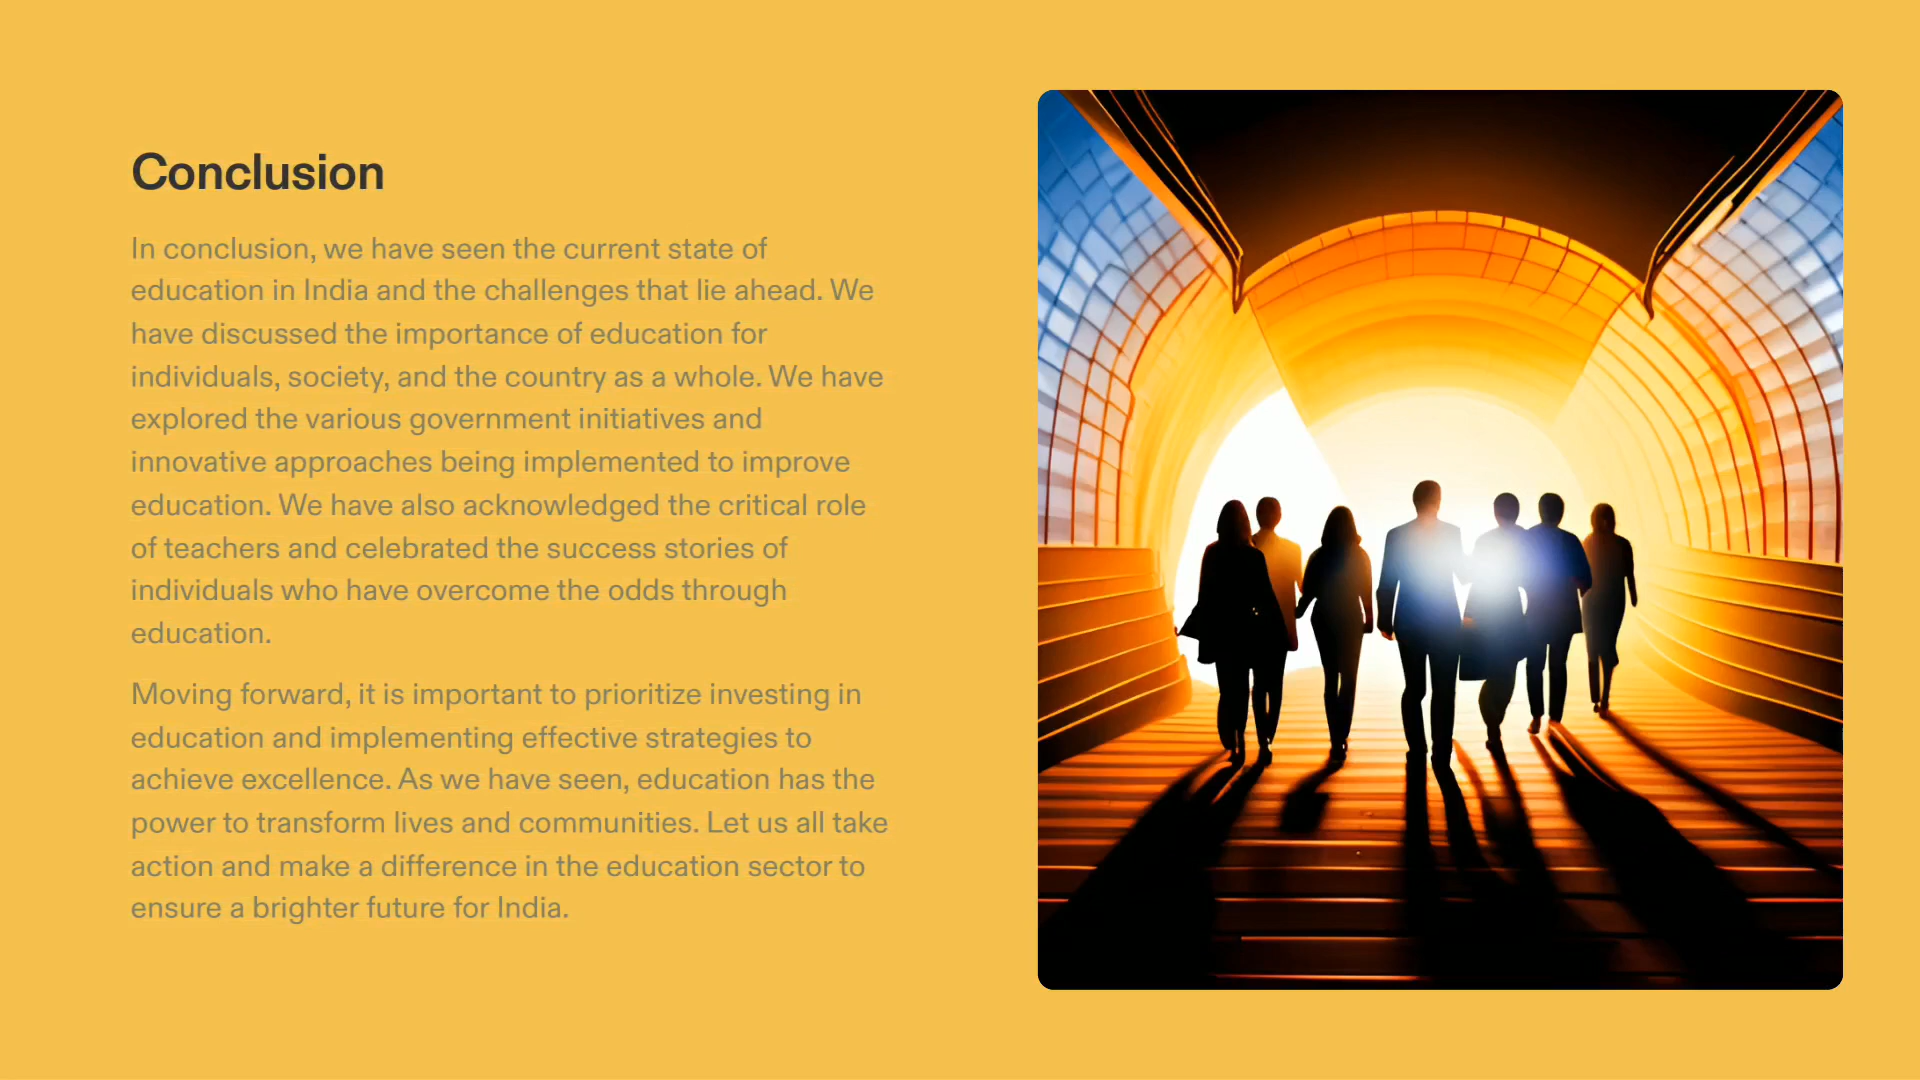 Conclusion
In conclusion, we have seen the current state of
education in India and the challenges that lie ahead. We
have discussed the importance of education for
individuals, society, and the country as a whole. We have
explored the various government initiatives and
innovative approaches being implemented to improve
education. We have also acknowledged the critical role
of teachers and celebrated the success stories of
individuals who have overcome the odds through
education.
Moving forward, it is important to prioritize investing in
education and implementing effective strategies to
achieve excellence. As we have seen, education has the
power to transform lives and communities. Let us all take
action and make a difference in the education sector to
ensure a brighter future for India.